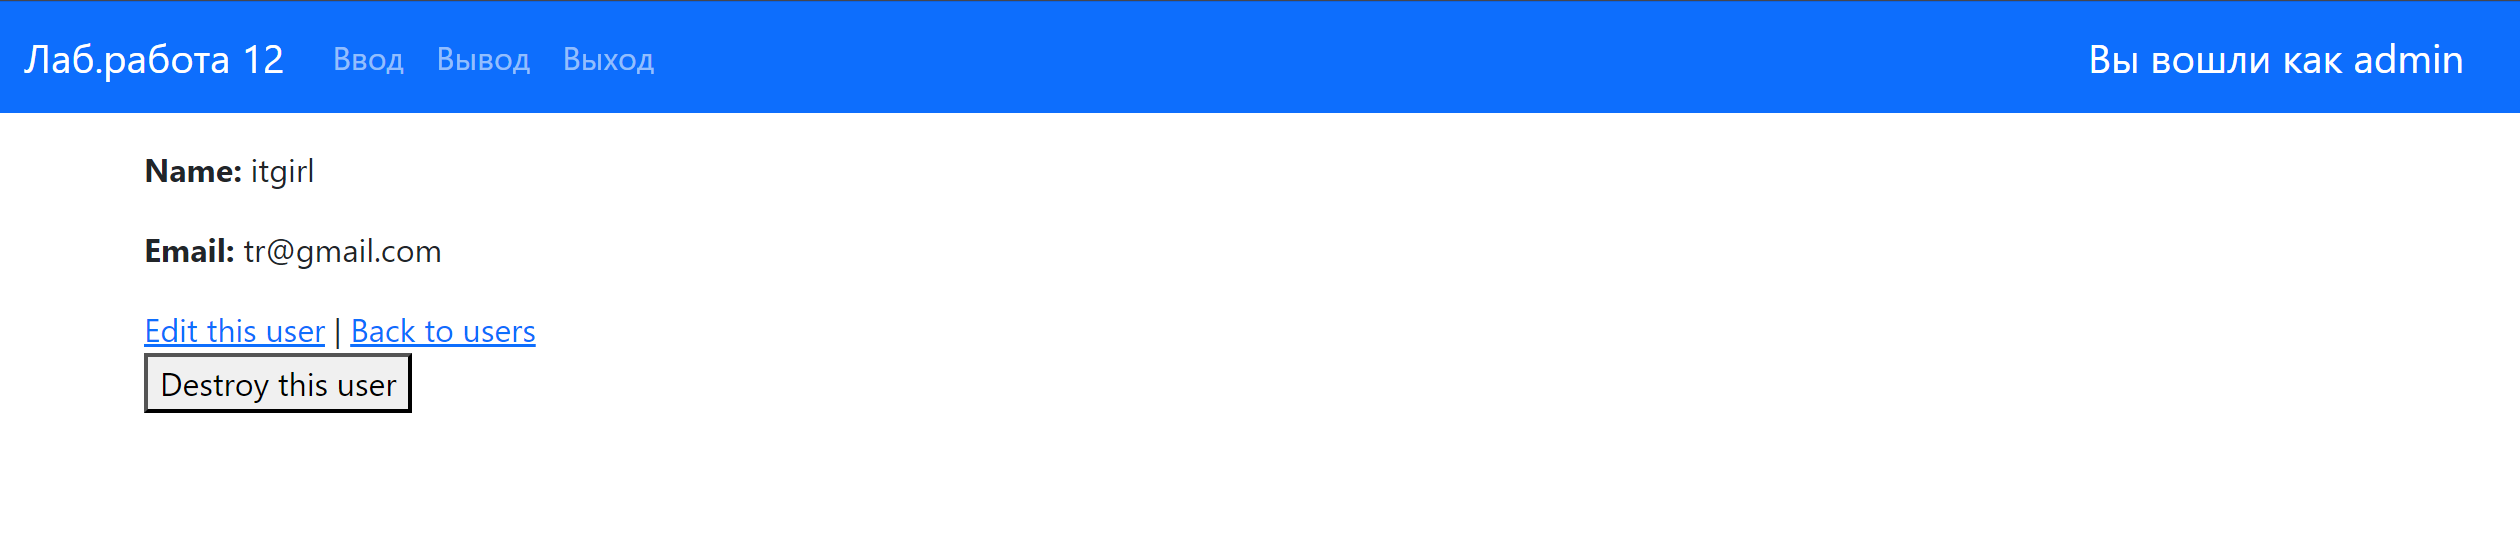 Лаб.работа 12 Ввод Вывод Выход Вы вошли как admin
Name: itgirl
Email: tr@gmail.com
Edit this user | Back to users
Destroy this user